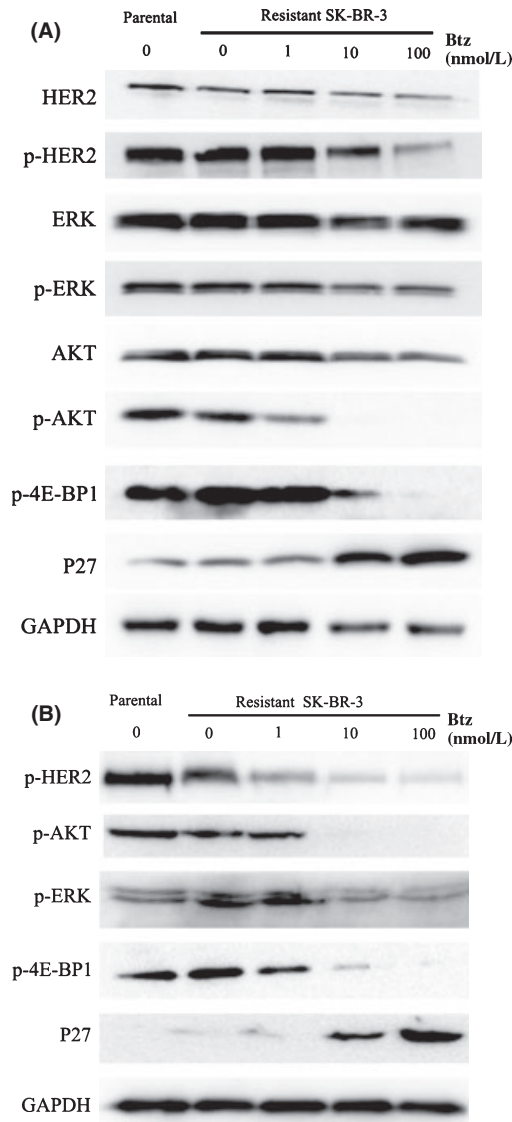 (A)
Parental
Resistant SK-BR-3
0 0 1 10 100 Btz (nmol/L)
HER2
p-HER2
ERK
p-ERK
AKT
p-AKT
p-4E-BP1
P27
GAPDH
(B)
Parental
Resistant SK-BR-3
0 0 1 10 100 Btz (nmol/L)
p-HER2
p-AKT
p-ERK
p-4E-BP1
P27
GAPDH